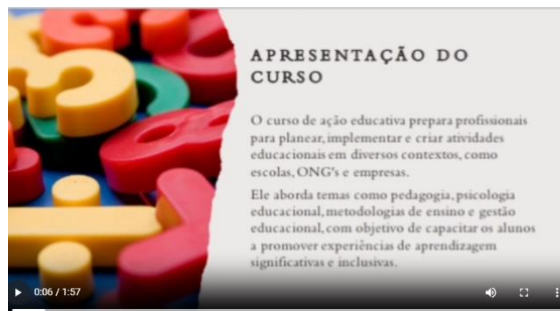 APRESENTAÇÃO DO
CURSO
O curso de ação educativa prepara profissionais
para planear, implementar e criar atividades
educacionais em diversos contextos, como
escolas, ONG's e empresas.
Ele aborda temas como pedagogia, psicologia
educacional, metodologias de ensino e gestão
educacional, com objetivo de capacitar os alunos
a promover experiências de aprendizagem
significativas e inclusivas.
0:06 / 1:57